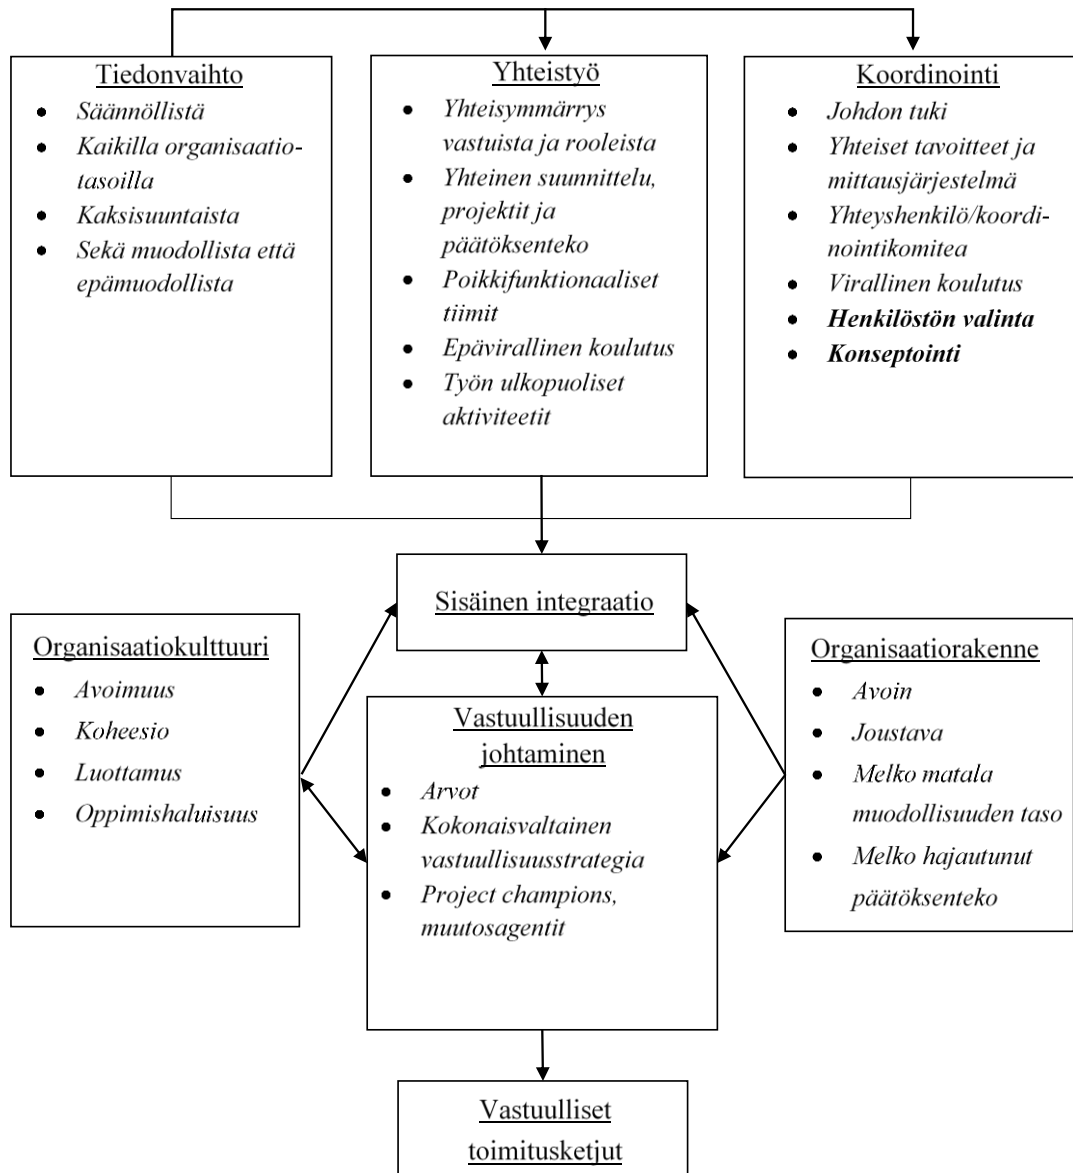 Tiedonvaihto
• Säännöllistä
• Kaikilla organisaatio-
tasoilla
• Kaksisuuntaista
• Sekä muodollista että
epämuodollista
Yhteistyö
• Yhteisymmärrys
vastuista ja rooleista
• Yhteinen suunnittelu,
projektit ja
päätöksenteko
• Poikkifunktionaaliset
tiimit
• Epävirallinen koulutus
• Työn ulkopuoliset
aktiviteetit
Koordinointi
• Johdon tuki
• Yhteiset tavoitteet ja
mittausjärjestelmä
• Yhteyshenkilö/koordi-
nointikomitea
• Virallinen koulutus
• Henkilöstön valinta
• Konseptointi
Sisäinen integraatio
Organisaatiokulttuuri
• Avoimuus
• Koheesio
• Luottamus
• Oppimishaluisuus
Vastuullisuuden
johtaminen
• Arvot
• Kokonaisvaltainen
vastuullisuusstrategia
• Project champions,
muutosagentit
Organisaatiorakenne
• Avoin
• Joustava
• Melko matala
muodollisuuden taso
• Melko hajautunut
päätöksenteko
Vastuulliset
toimitusketjut